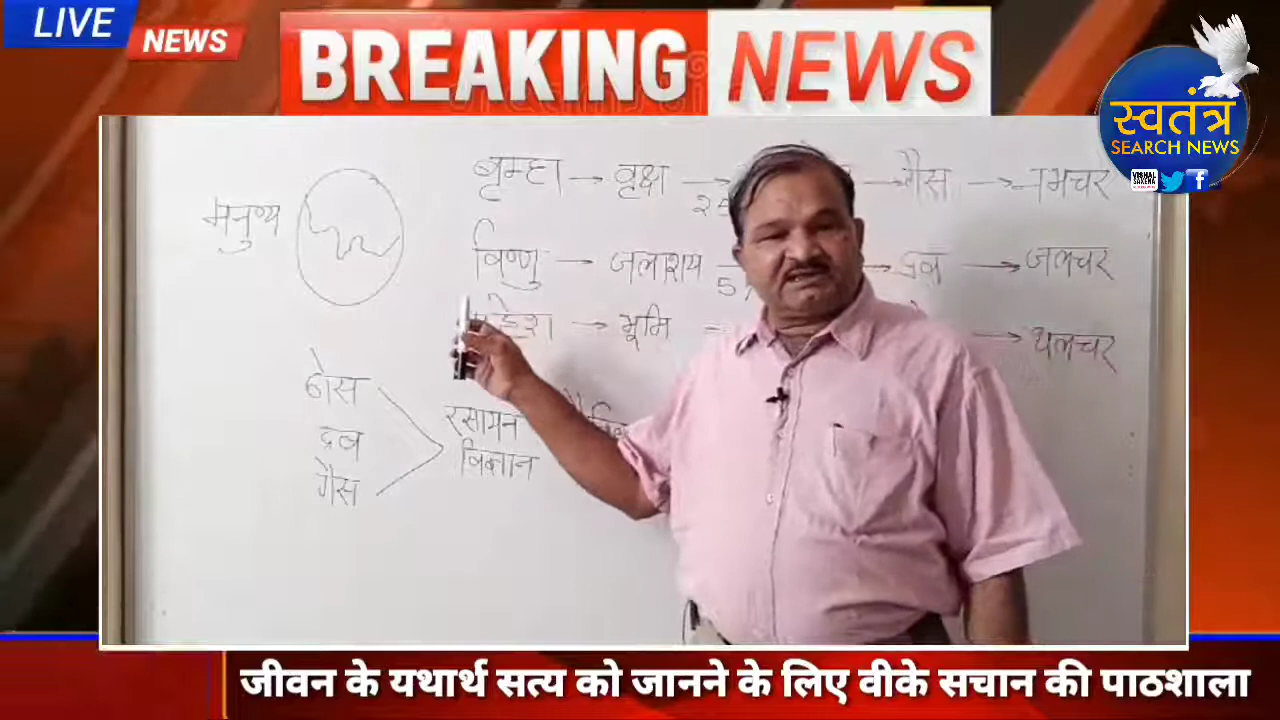 LIVE
NEWS
BREAKING NEWS
स्वतंत्र
SEARCH NEWS
बृम्हा → वृक्ष → गैस → नभचर
मनुष्य
विष्णु → जलाशय द्रव → जलचर
→ भूमि → थलचर
ठोस
द्रव
गैस
रसायन
विज्ञान
जीवन के यथार्थ सत्य को जानने के लिए वीके सचान की पाठशाला